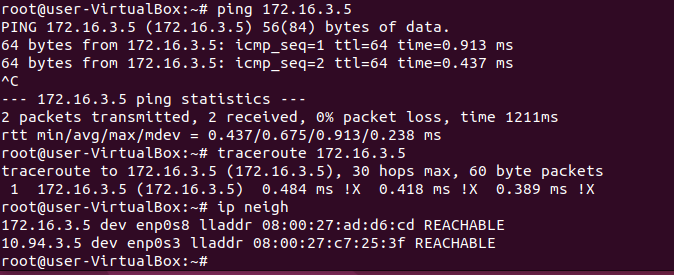 root@user-VirtualBox:~# ping 172.16.3.5
PING 172.16.3.5 (172.16.3.5) 56(84) bytes of data.
64 bytes from 172.16.3.5: icmp_seq=1 ttl=64 time=0.913 ms
64 bytes from 172.16.3.5: icmp_seq=2 ttl=64 time=0.437 ms
^C
--- 172.16.3.5 ping statistics ---
2 packets transmitted, 2 received, 0% packet loss, time 1211ms
rtt min/avg/max/mdev = 0.437/0.675/0.913/0.238 ms
root@user-VirtualBox:~# traceroute 172.16.3.5
traceroute to 172.16.3.5 (172.16.3.5), 30 hops max, 60 byte packets
 1  172.16.3.5 (172.16.3.5)  0.484 ms !X  0.418 ms !X  0.389 ms !X
root@user-VirtualBox:~# ip neigh
172.16.3.5 dev enp0s8 lladdr 08:00:27:ad:d6:cd REACHABLE
10.94.3.5 dev enp0s3 lladdr 08:00:27:c7:25:3f REACHABLE
root@user-VirtualBox:~#